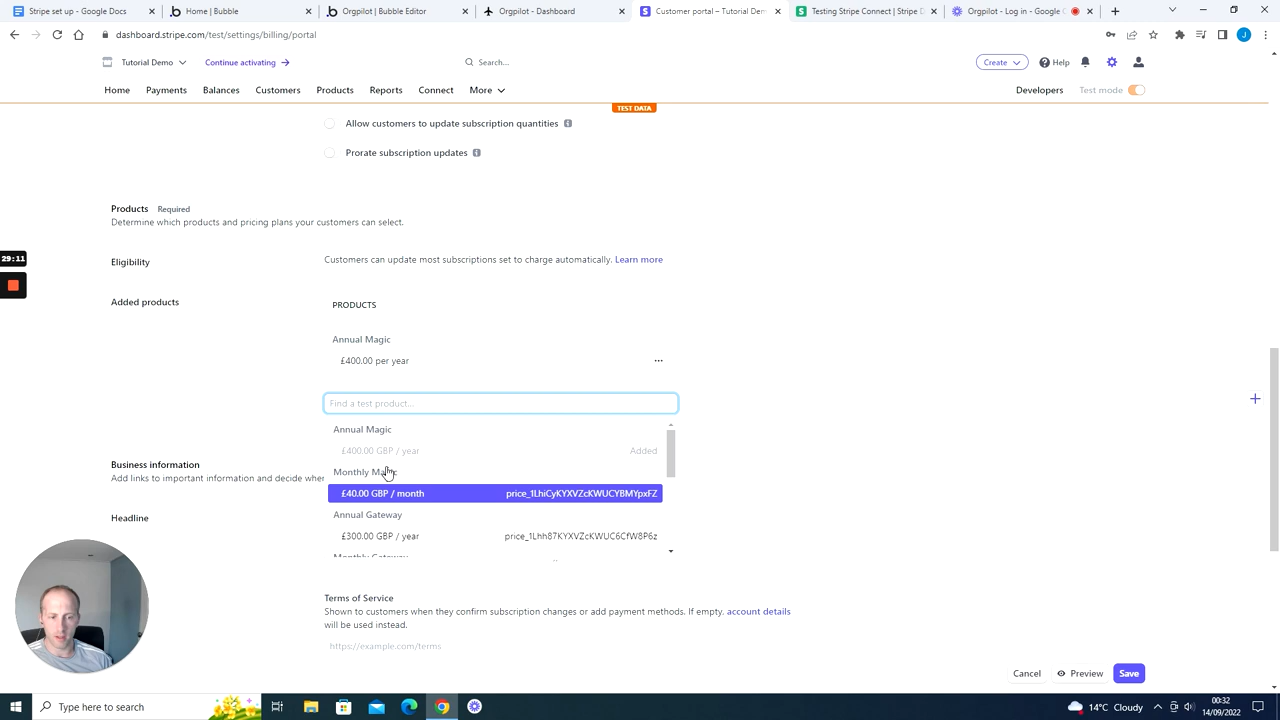 Stripe set up - Google Docs
Home | Bubble
Orgpilot | Bubble Editor
Orgpilot - Dashboard
Customer portal – Tutorial Dem
Testing Stripe Connect | Stripe D
Orgpilot - Log in - Google C
dashboard.stripe.com/test/settings/billing/portal
J
Tutorial Demo
Continue activating
Search...
Create
Help
Home
Payments
Balances
Customers
Products
Reports
Connect
More
Developers
Test mode
TEST DATA
Allow customers to update subscription quantities
Prorate subscription updates
Products
Required
Determine which products and pricing plans your customers can select.
29:11
Eligibility
Customers can update most subscriptions set to charge automatically. Learn more
Added products
PRODUCTS
Annual Magic
£400.00 per year
Find a test product...
Annual Magic
£400.00 GBP / year
Added
Monthly Magic
£40.00 GBP / month
price_1LhiCyKYXVZcKWUCYBMYpxFZ
Annual Gateway
£300.00 GBP / year
price_1Lhh87KYXVZcKWUC6CfW8P6z
Monthly Gateway
Business information
Add links to important information and decide wher
Headline
Terms of Service
Shown to customers when they confirm subscription changes or add payment methods. If empty, account details
will be used instead.
https://example.com/terms
Cancel
Preview
Save
Type here to search
14°C Cloudy
00:32
14/09/2022